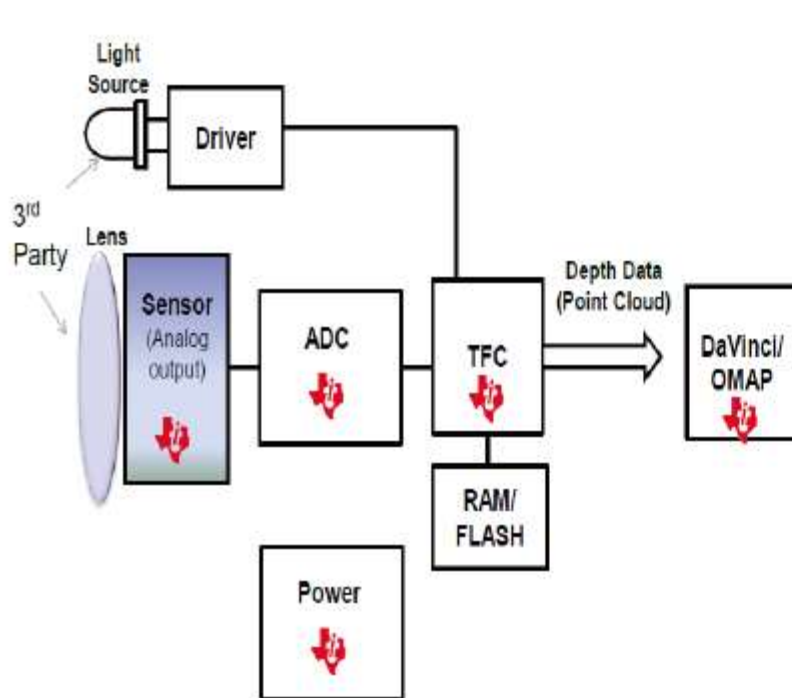 Light
Source
Driver
3rd
Party
Lens
Sensor
(Analog
output)
ADC
TFC
Depth Data
(Point Cloud)
DaVinci/
OMAP
RAM/
FLASH
Power